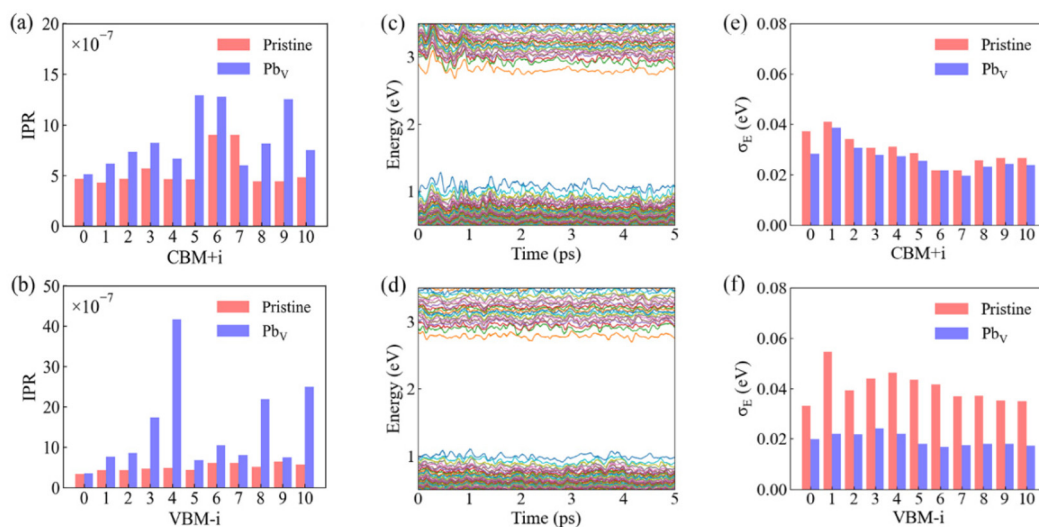 (a)
×10⁻⁷
Pristine
Pbᵥ
IPR
20
15
10
5
0
0 1 2 3 4 5 6 7 8 9 10
CBM+i
(c)
Energy (eV)
3
1
0 1 2 3 4 5
Time (ps)
(e)
Pristine
Pbᵥ
σ_E (eV)
0.08
0.06
0.04
0.02
0.00
0 1 2 3 4 5 6 7 8 9 10
CBM+i
(b)
×10⁻⁷
Pristine
Pbᵥ
IPR
50
40
30
20
10
0
0 1 2 3 4 5 6 7 8 9 10
VBM-i
(d)
Energy (eV)
3
1
0 1 2 3 4 5
Time (ps)
(f)
Pristine
Pbᵥ
σ_E (eV)
0.08
0.06
0.04
0.02
0.00
0 1 2 3 4 5 6 7 8 9 10
VBM-i